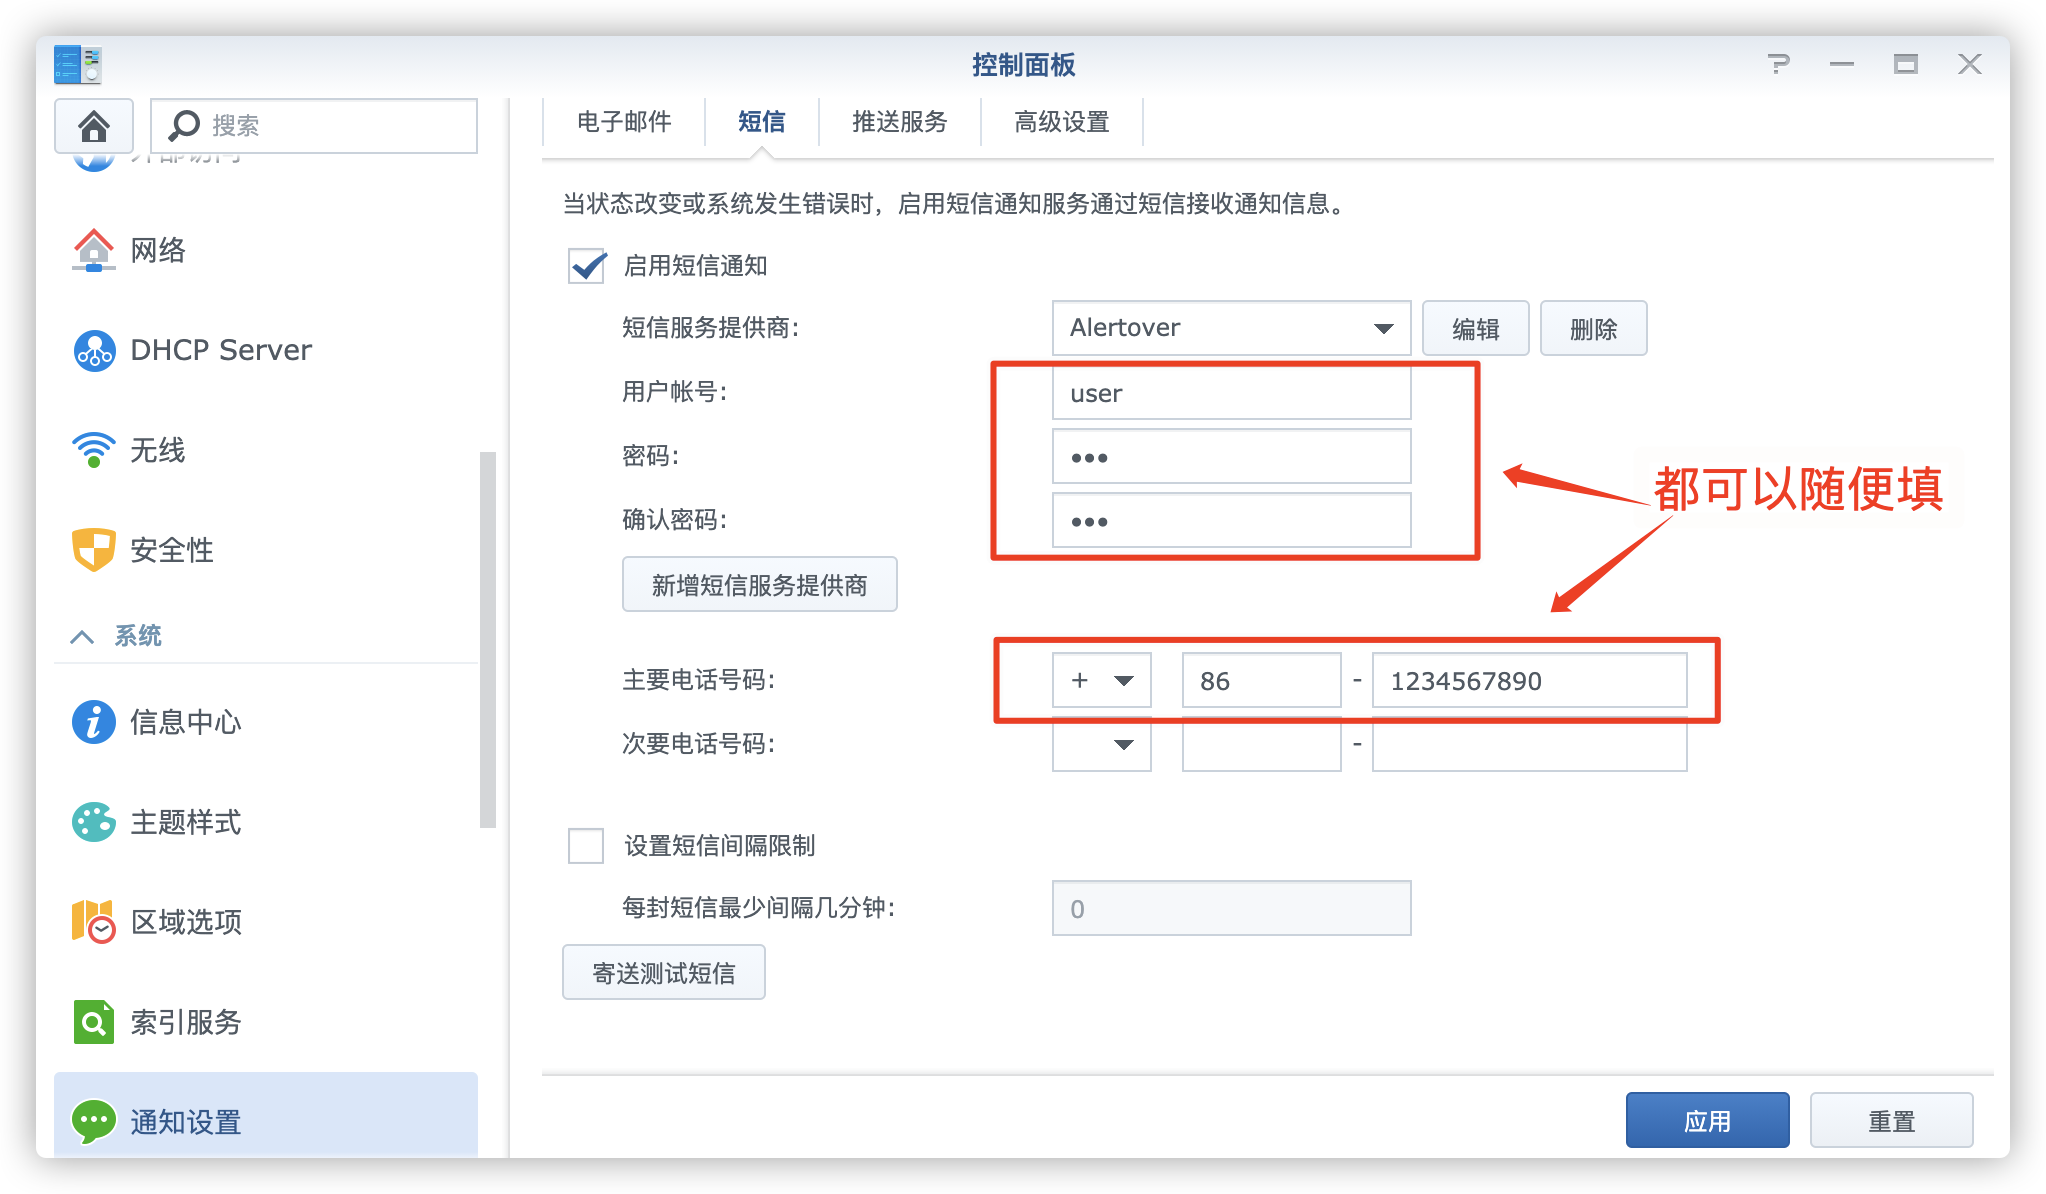 控制面板
搜索
电子邮件
短信
推送服务
高级设置
外部访问
网络
DHCP Server
无线
安全性
系统
信息中心
主题样式
区域选项
索引服务
通知设置
当状态改变或系统发生错误时，启用短信通知服务通过短信接收通知信息。
启用短信通知
短信服务提供商: Alertover 编辑 删除
用户帐号: user
密码: •••
确认密码: •••
都可以随便填
新增短信服务提供商
主要电话号码: + 86 - 1234567890
次要电话号码: -
设置短信间隔限制
每封短信最少间隔几分钟: 0
寄送测试短信
应用 重置